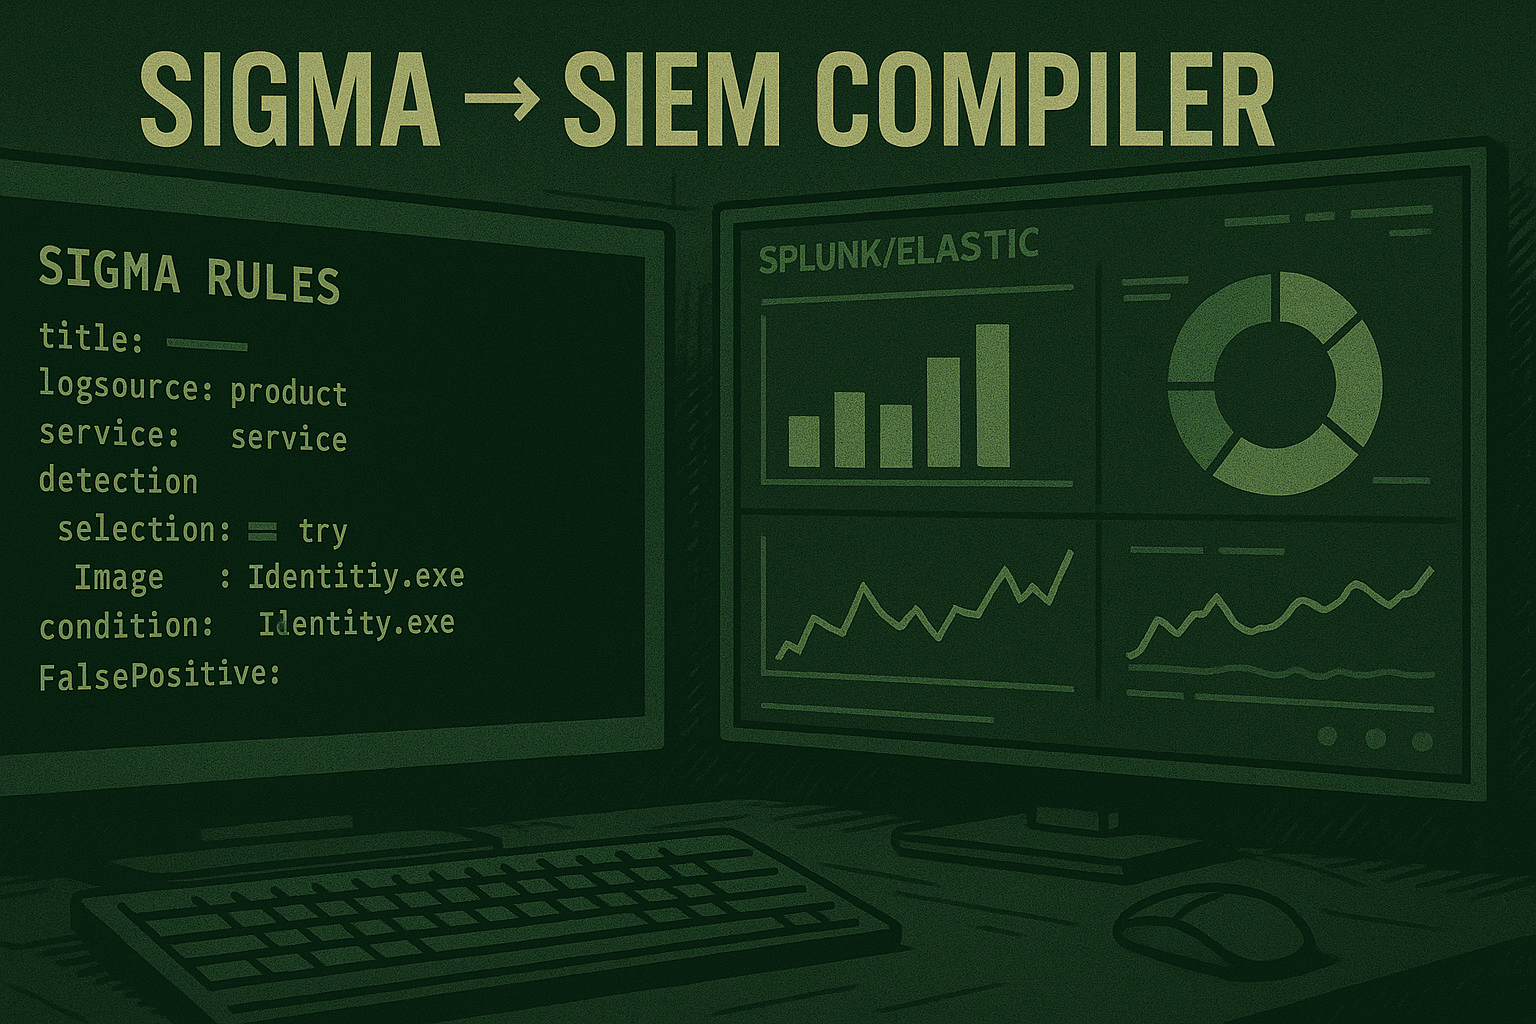 SIGMA → SIEM COMPILER
SIGMA RULES
title:
logsource: product
service: service
detection
selection: = try
Image : Identitiy.exe
condition: Identity.exe
FalsePositive:
SPLUNK/ELASTIC